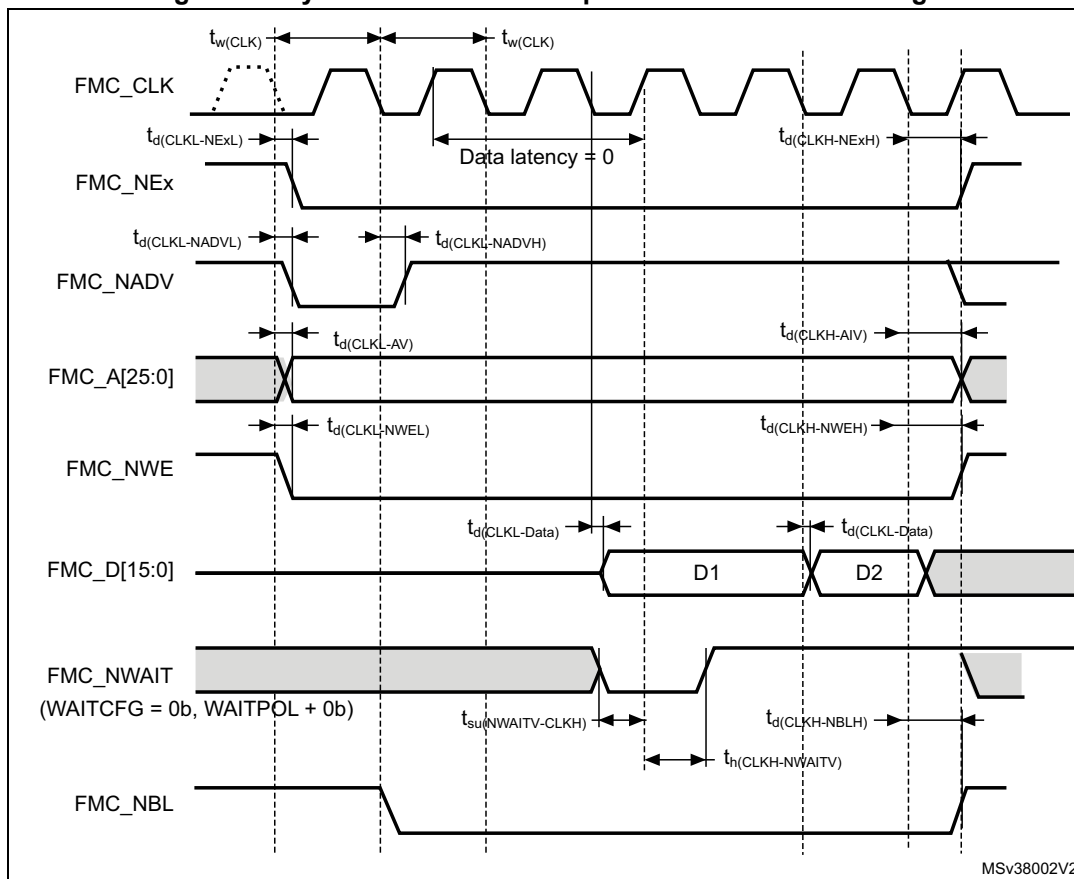 tw(CLK) tw(CLK)
FMC_CLK
td(CLKL-NExL) Data latency = 0 td(CLKH-NExH)
FMC_NEx
td(CLKL-NADVL) td(CLKL-NADVH)
FMC_NADV
td(CLKL-AV) td(CLKH-AIV)
FMC_A[25:0]
td(CLKL-NWEL) td(CLKH-NWEH)
FMC_NWE
td(CLKL-Data) td(CLKL-Data)
FMC_D[15:0] D1 D2
FMC_NWAIT
(WAITCFG = 0b, WAITPOL + 0b)
tsu(NWAITV-CLKH) td(CLKH-NBLH)
th(CLKH-NWAITV)
FMC_NBL
MSv38002V2